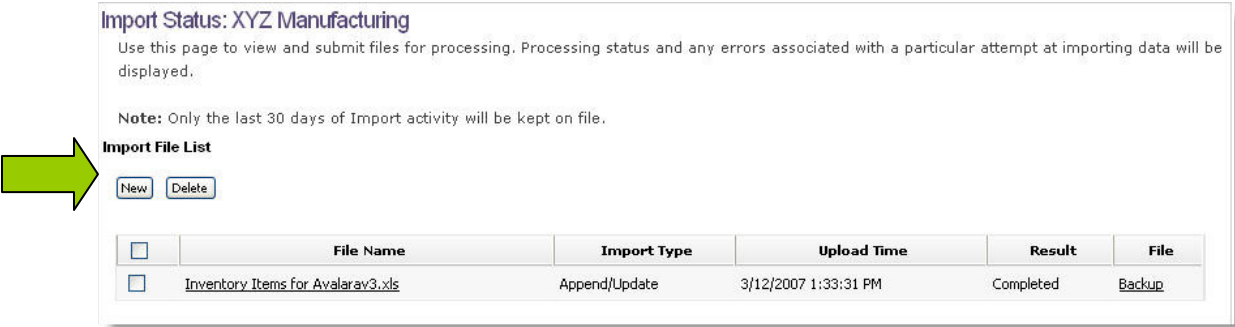 Import Status: XYZ Manufacturing
Use this page to view and submit files for processing. Processing status and any errors associated with a particular attempt at importing data will be
displayed.
Note: Only the last 30 days of Import activity will be kept on file.
Import File List
New Delete
File Name Import Type Upload Time Result File
Inventory Items for Avalarav3.xls Append/Update 3/12/2007 1:33:31 PM Completed Backup